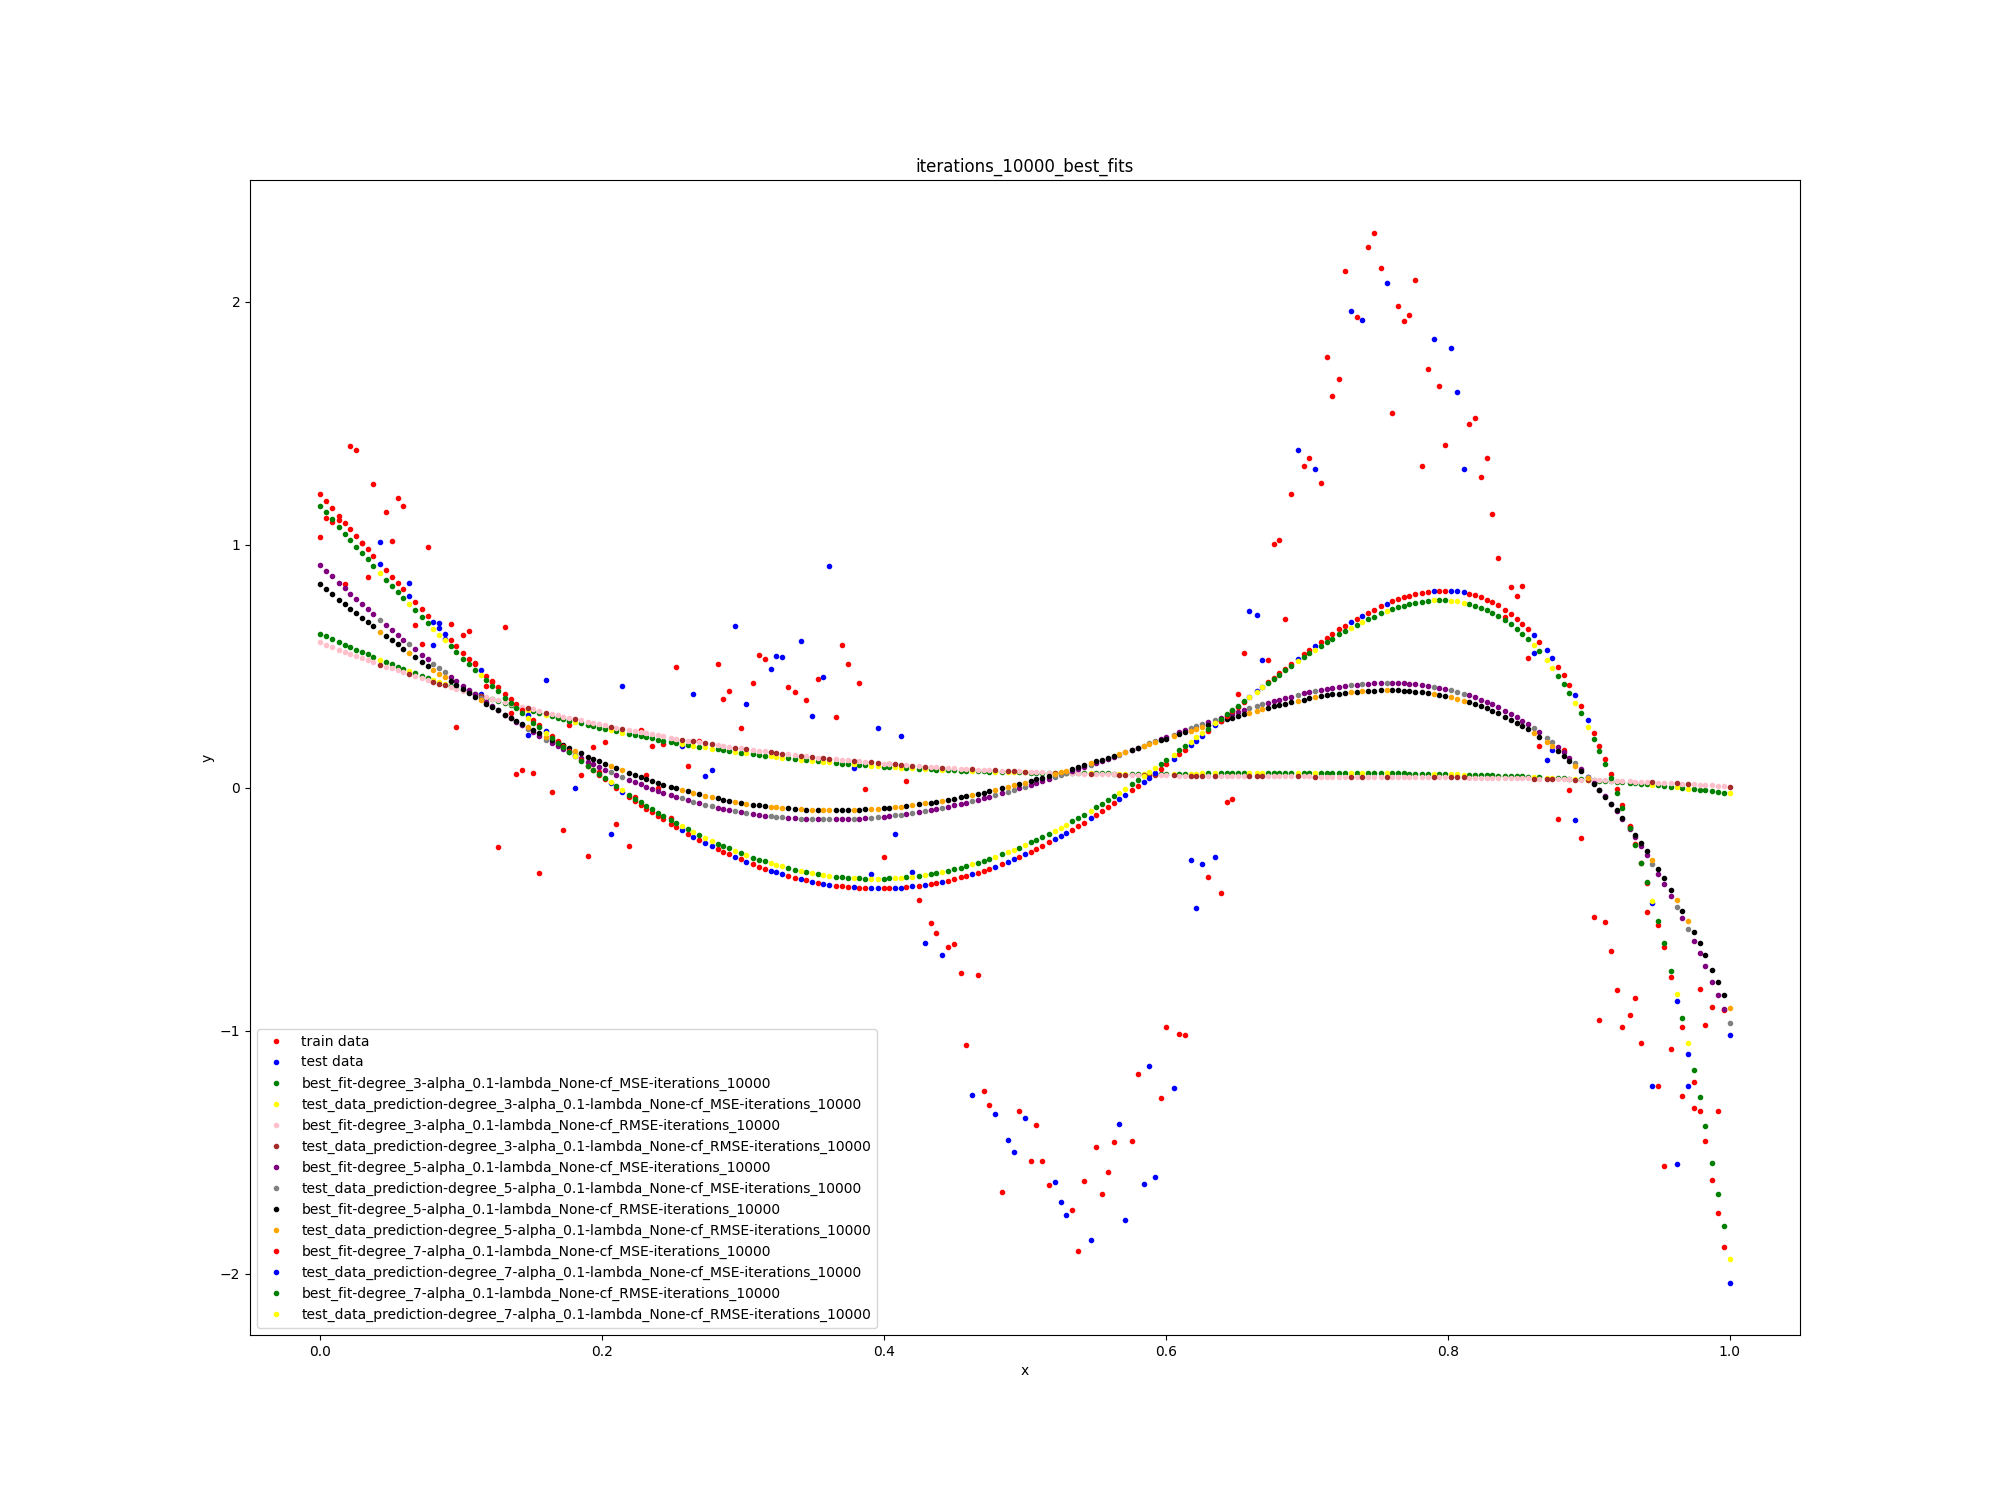 iterations_10000_best_fits
2
1
0
−1
−2
y
train data
test data
best_fit-degree_3-alpha_0.1-lambda_None-cf_MSE-iterations_10000
test_data_prediction-degree_3-alpha_0.1-lambda_None-cf_MSE-iterations_10000
best_fit-degree_3-alpha_0.1-lambda_None-cf_RMSE-iterations_10000
test_data_prediction-degree_3-alpha_0.1-lambda_None-cf_RMSE-iterations_10000
best_fit-degree_5-alpha_0.1-lambda_None-cf_MSE-iterations_10000
test_data_prediction-degree_5-alpha_0.1-lambda_None-cf_MSE-iterations_10000
best_fit-degree_5-alpha_0.1-lambda_None-cf_RMSE-iterations_10000
test_data_prediction-degree_5-alpha_0.1-lambda_None-cf_RMSE-iterations_10000
best_fit-degree_7-alpha_0.1-lambda_None-cf_MSE-iterations_10000
test_data_prediction-degree_7-alpha_0.1-lambda_None-cf_MSE-iterations_10000
best_fit-degree_7-alpha_0.1-lambda_None-cf_RMSE-iterations_10000
test_data_prediction-degree_7-alpha_0.1-lambda_None-cf_RMSE-iterations_10000
0.0 0.2 0.4 0.6 0.8 1.0
x